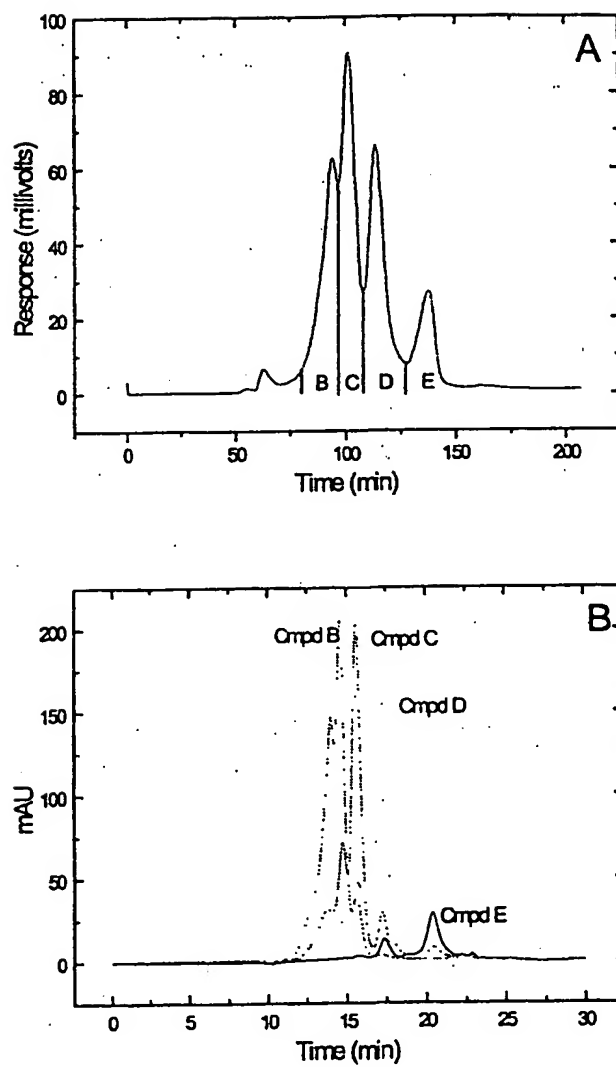 A
100
80
60
40
20
0
Response (millivolts)
B C D E
0 50 100 150 200
Time (min)
B
200
150
100
50
0
mAU
Cmpd B Cmpd C
Cmpd D
Cmpd E
0 5 10 15 20 25 30
Time (min)